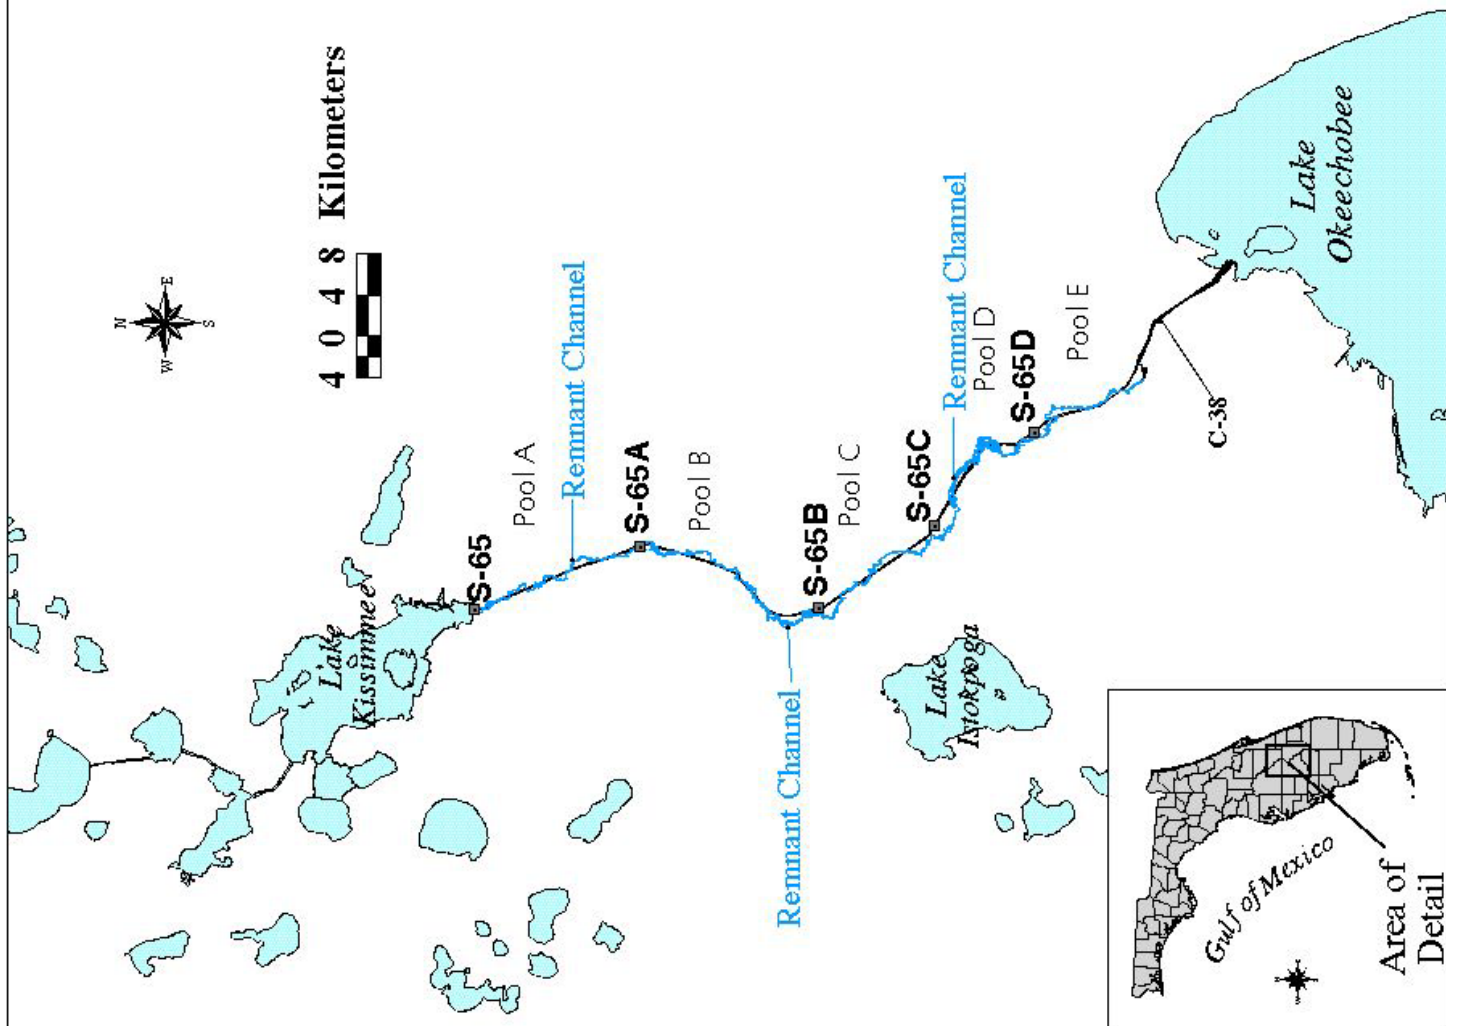 N
W
E
S
4 0 4 8 Kilometers
Lake
Kissimmee
S-65
Pool A
Remnant Channel
S-65A
Pool B
Remnant Channel
S-65B
Pool C
S-65C
Remnant Channel
Pool D
S-65D
Pool E
C-38
Lake
Istokpoga
Lake
Okeechobee
Gulf of Mexico
Area of
Detail